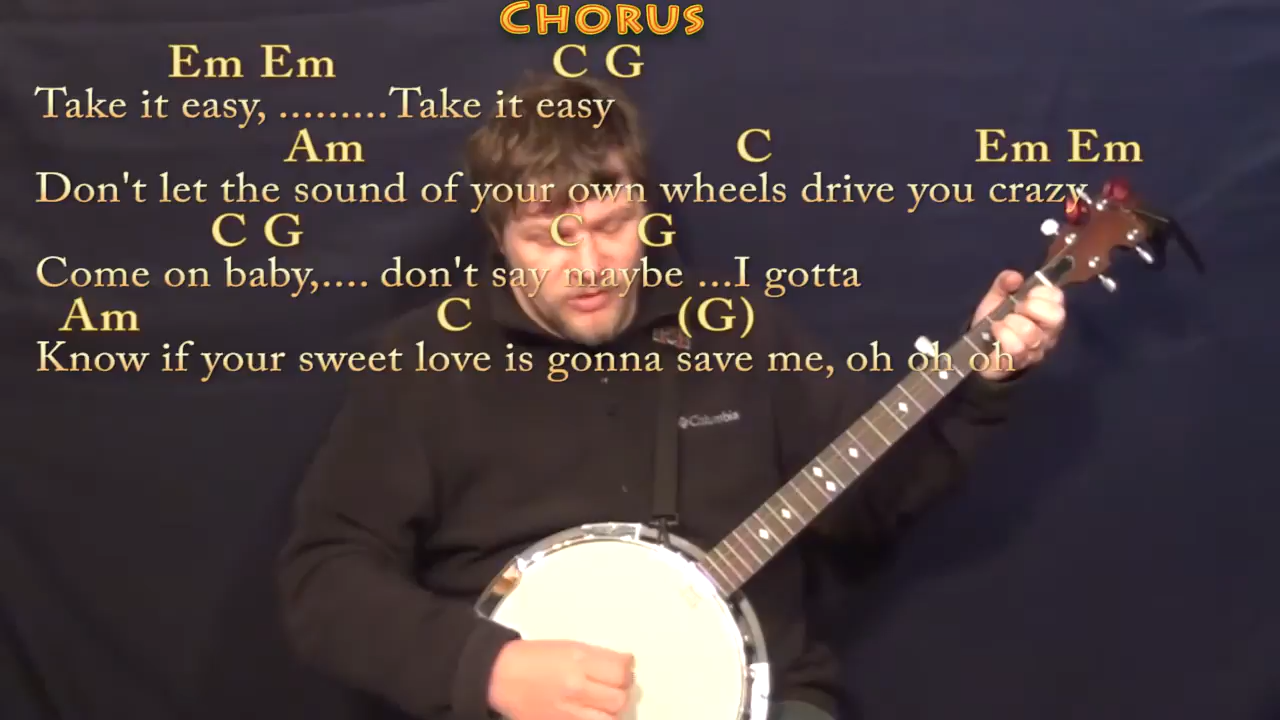 CHORUS
Em Em C G
Take it easy, .........Take it easy
Am C Em Em
Don't let the sound of your own wheels drive you crazy
C G C G
Come on baby,.... don't say maybe ...I gotta
Am C (G)
Know if your sweet love is gonna save me, oh oh oh
Columbia